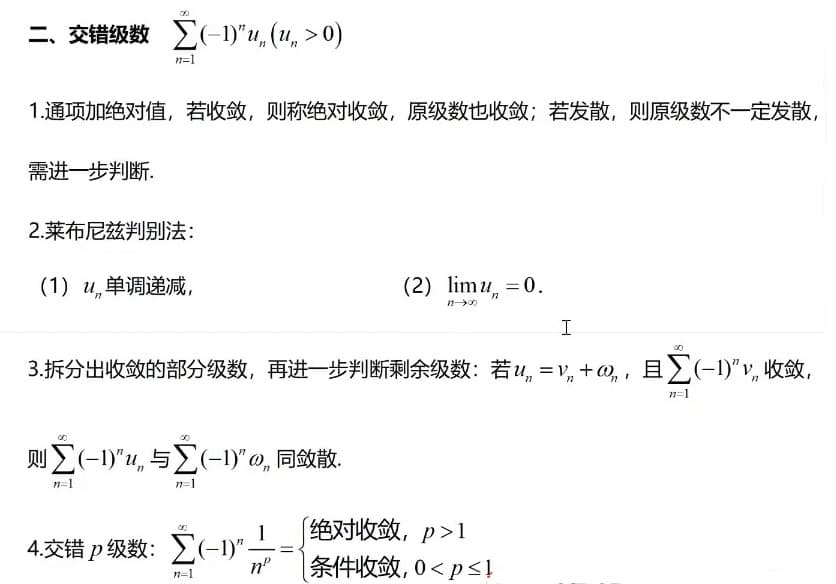 二、交错级数 $\sum_{n=1}^{\infty}(-1)^n u_n (u_n > 0)$
1.通项加绝对值，若收敛，则称绝对收敛，原级数也收敛；若发散，则原级数不一定发散，
需进一步判断.
2.莱布尼兹判别法：
（1）$u_n$单调递减, （2）$\lim_{n\to\infty} u_n = 0$.
3.拆分出收敛的部分级数，再进一步判断剩余级数：若$u_n = v_n + \omega_n$，且$\sum_{n=1}^{\infty}(-1)^n v_n$收敛,
则$\sum_{n=1}^{\infty}(-1)^n u_n$与$\sum_{n=1}^{\infty}(-1)^n \omega_n$同敛散.
4.交错$p$级数：$\sum_{n=1}^{\infty}(-1)^n \frac{1}{n^p} = \begin{cases} 绝对收敛，p > 1 \\ 条件收敛, 0 < p \leq 1 \end{cases}$